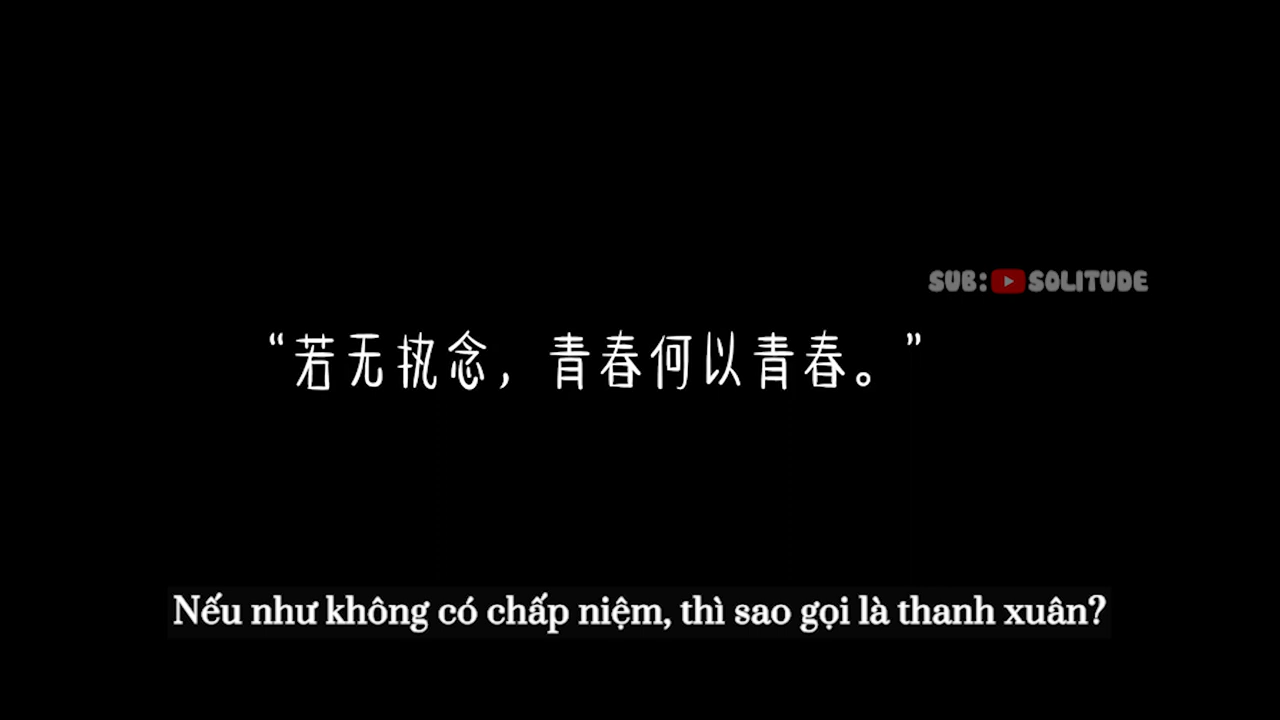 SUB: SOLITUDE
“若无执念，青春何以青春。”
Nếu như không có chấp niệm, thì sao gọi là thanh xuân?